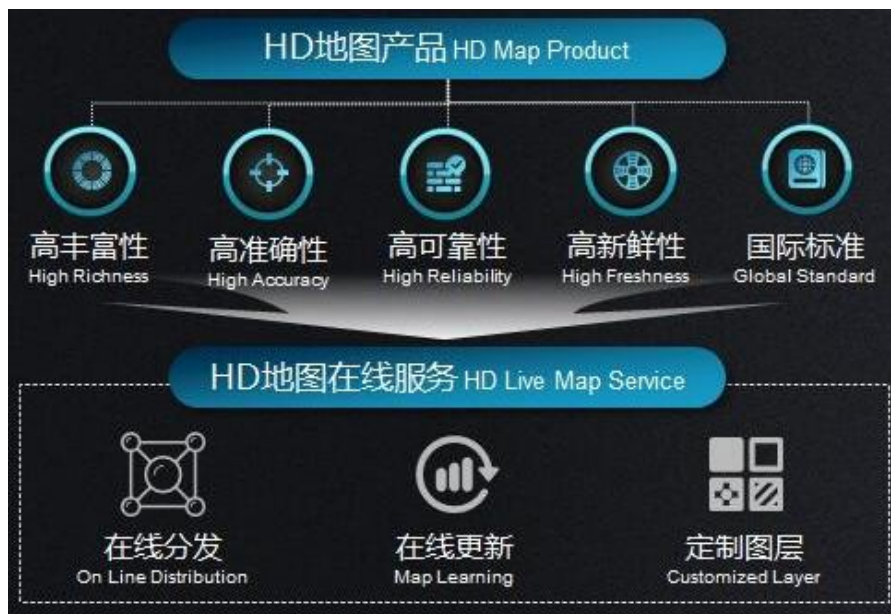 HD地图产品 HD Map Product
高丰富性
High Richness
高准确性
High Accuracy
高可靠性
High Reliability
高新鲜性
High Freshness
国际标准
Global Standard
HD地图在线服务 HD Live Map Service
在线分发
On Line Distribution
在线更新
Map Learning
定制图层
Customized Layer